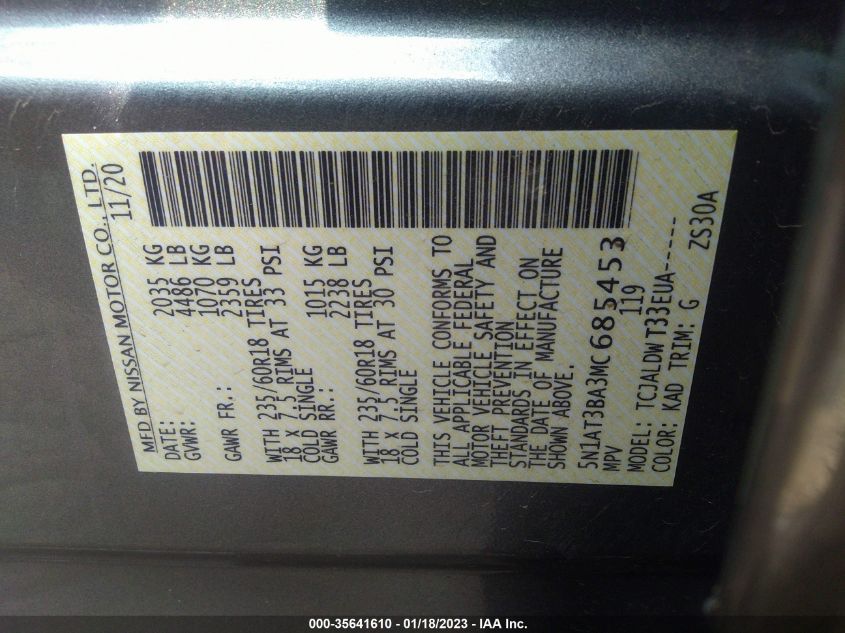 MFD BY NISSAN MOTOR CO., LTD.
DATE: 11/20
GVWR: 2035 KG
4486 LB
GAWR FR.: 1070 KG
2359 LB
WITH 235/60R18 TIRES
18 X 7.5 RIMS AT 33 PSI
COLD SINGLE
GAWR RR.: 1015 KG
2238 LB
WITH 235/60R18 TIRES
18 X 7.5 RIMS AT 30 PSI
COLD SINGLE
THIS VEHICLE CONFORMS TO
ALL APPLICABLE FEDERAL
MOTOR VEHICLE SAFETY AND
THEFT PREVENTION
STANDARDS IN EFFECT ON
THE DATE OF MANUFACTURE
SHOWN ABOVE.
5N1AT3BA3MC685453
MPV 119
MODEL: TCJALDWT33EUA------
COLOR: KAD TRIM: G ZS30A
000-35641610 - 01/18/2023 - IAA Inc.